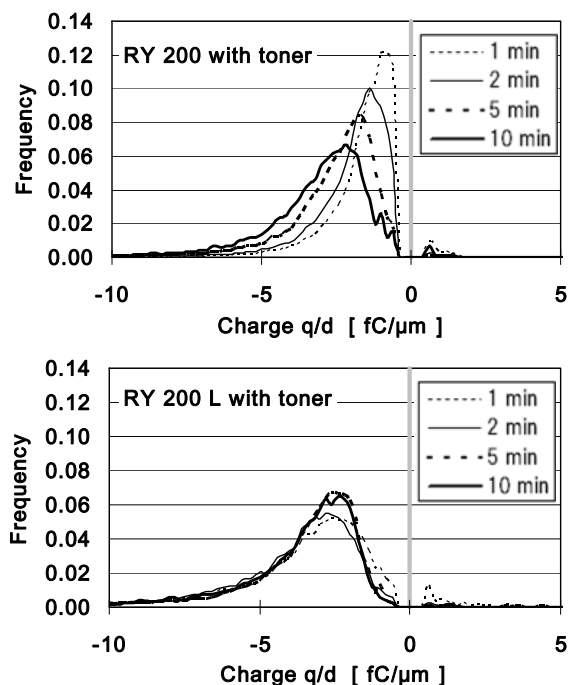 0.14
RY 200 with toner
0.12
0.10
0.08
0.06
0.04
0.02
0.00
Frequency
1 min
2 min
5 min
10 min
-10 -5 0 5
Charge q/d [ fC/μm ]
0.14
RY 200 L with toner
0.12
0.10
0.08
0.06
0.04
0.02
0.00
Frequency
1 min
2 min
5 min
10 min
-10 -5 0 5
Charge q/d [ fC/μm ]